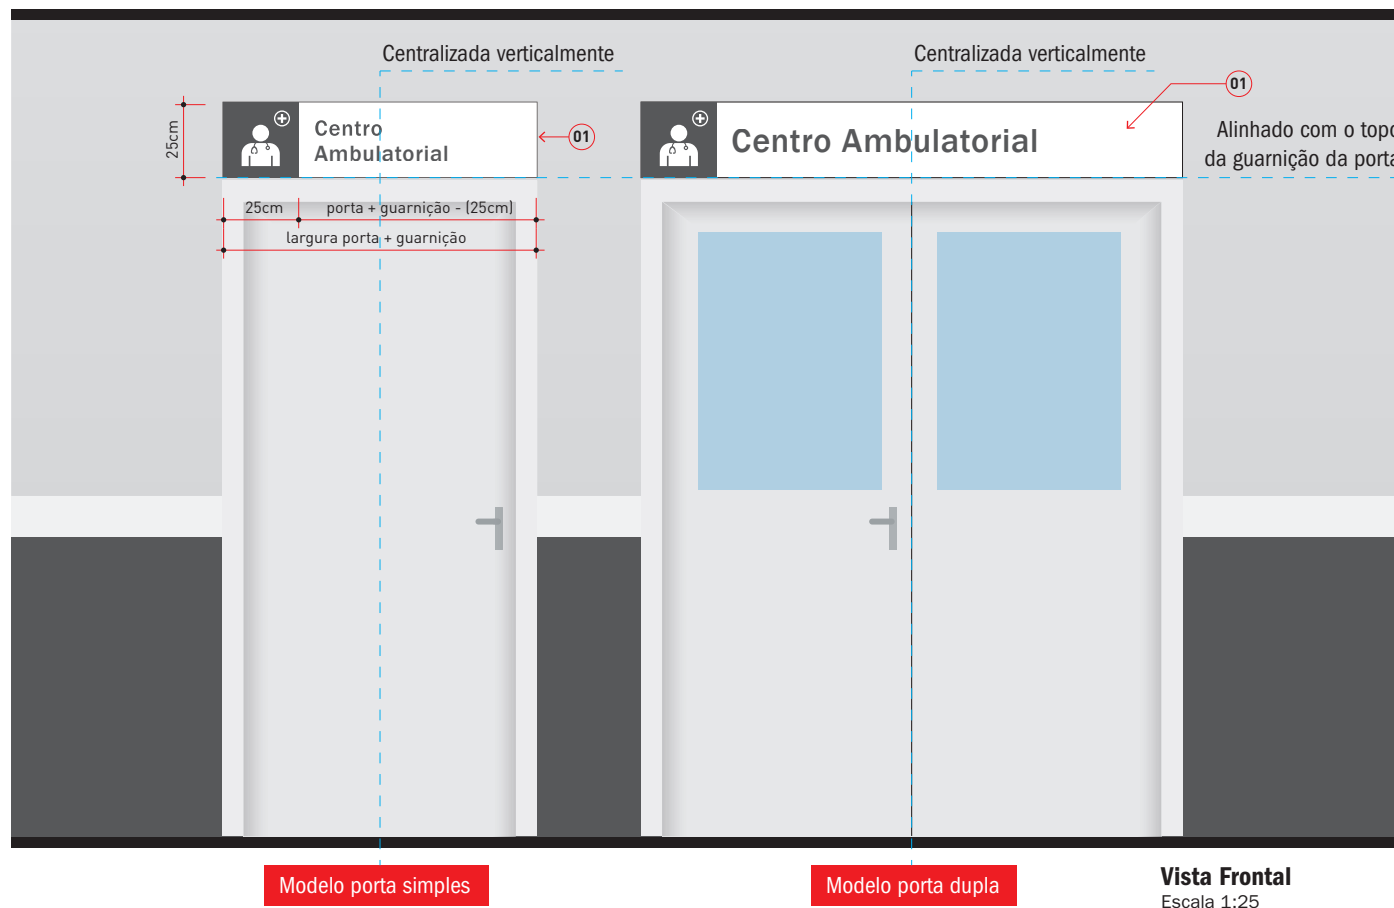 Centralizada verticalmente
Centralizada verticalmente
01
25cm
Centro
Ambulatorial
01
Centro Ambulatorial
Alinhado com o topo
da guarnição da porta
25cm
porta + guarnição - (25cm)
largura porta + guarnição
Modelo porta simples
Modelo porta dupla
Vista Frontal
Escala 1:25